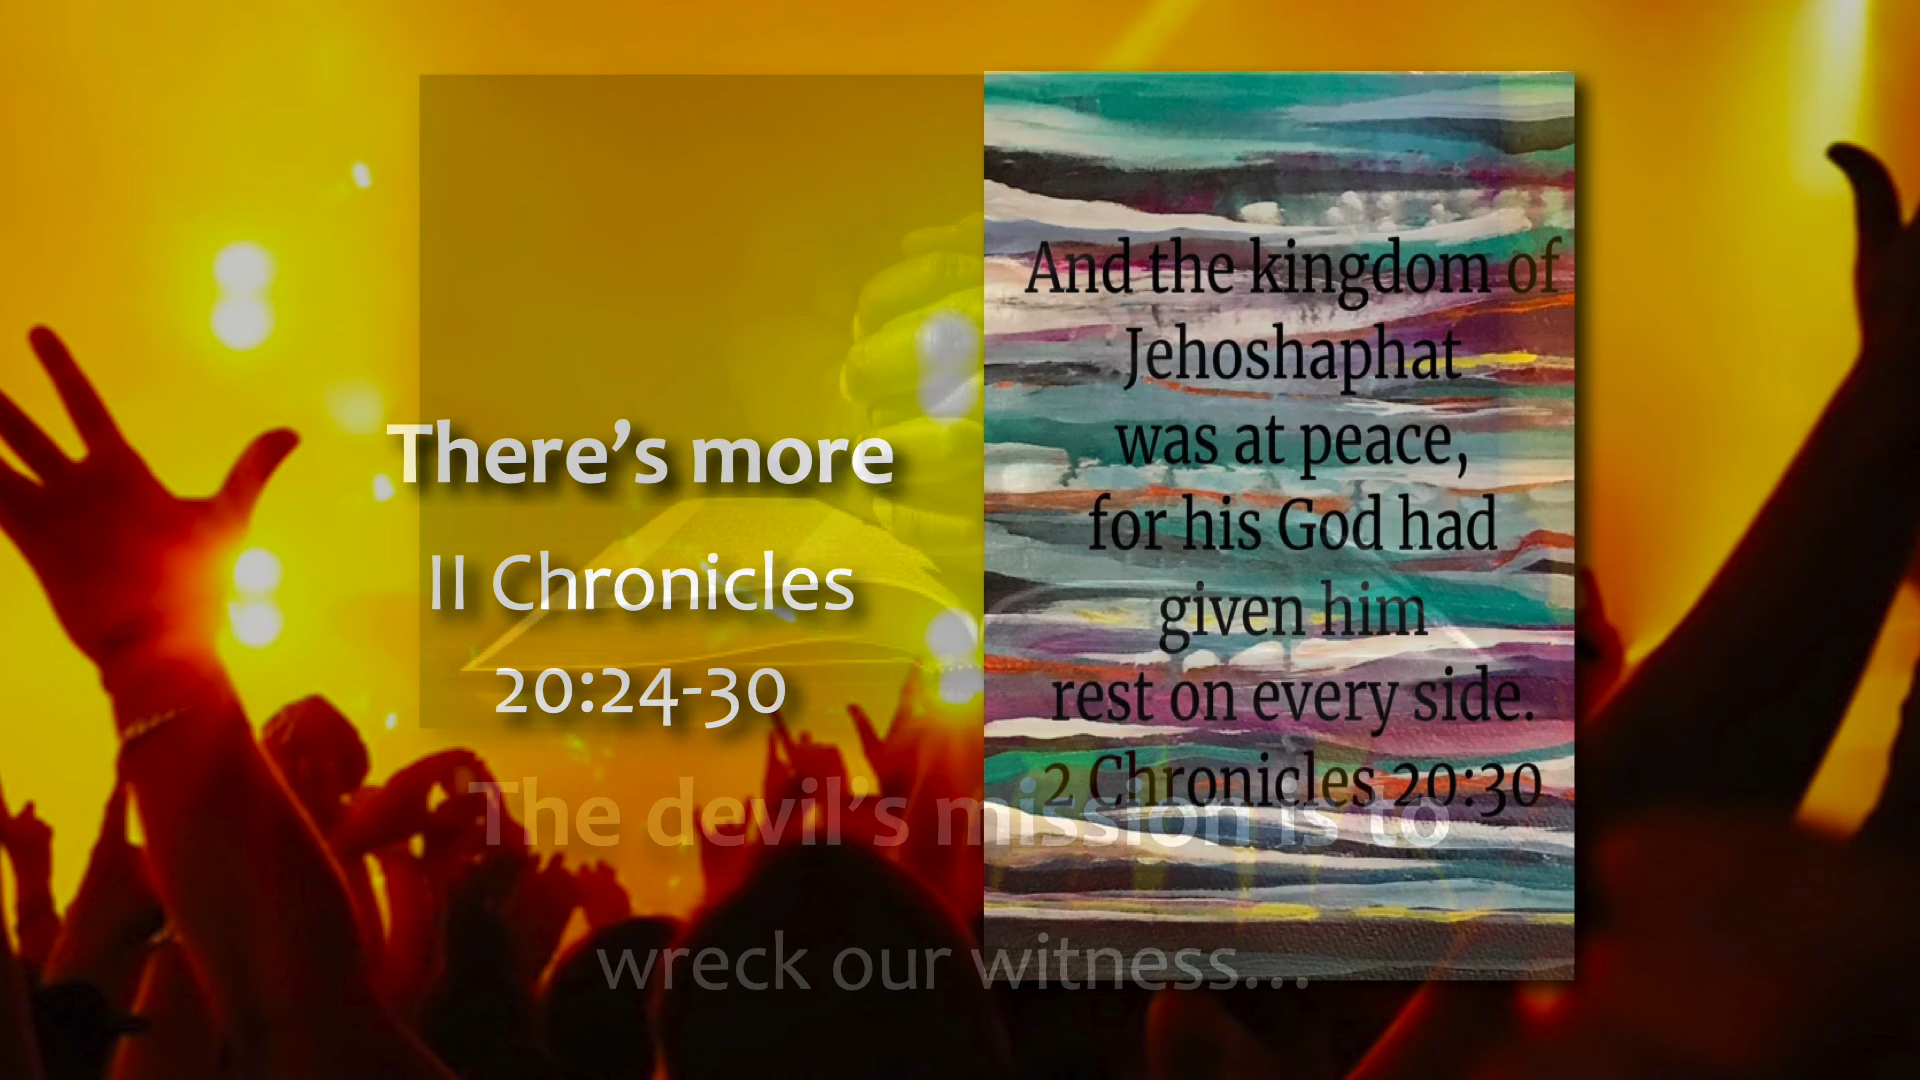 There's more
II Chronicles
20:24-30
And the kingdom of
Jehoshaphat
was at peace,
for his God had
given him
rest on every side.
2 Chronicles 20:30
The devil's mission is to
wreck our witness...